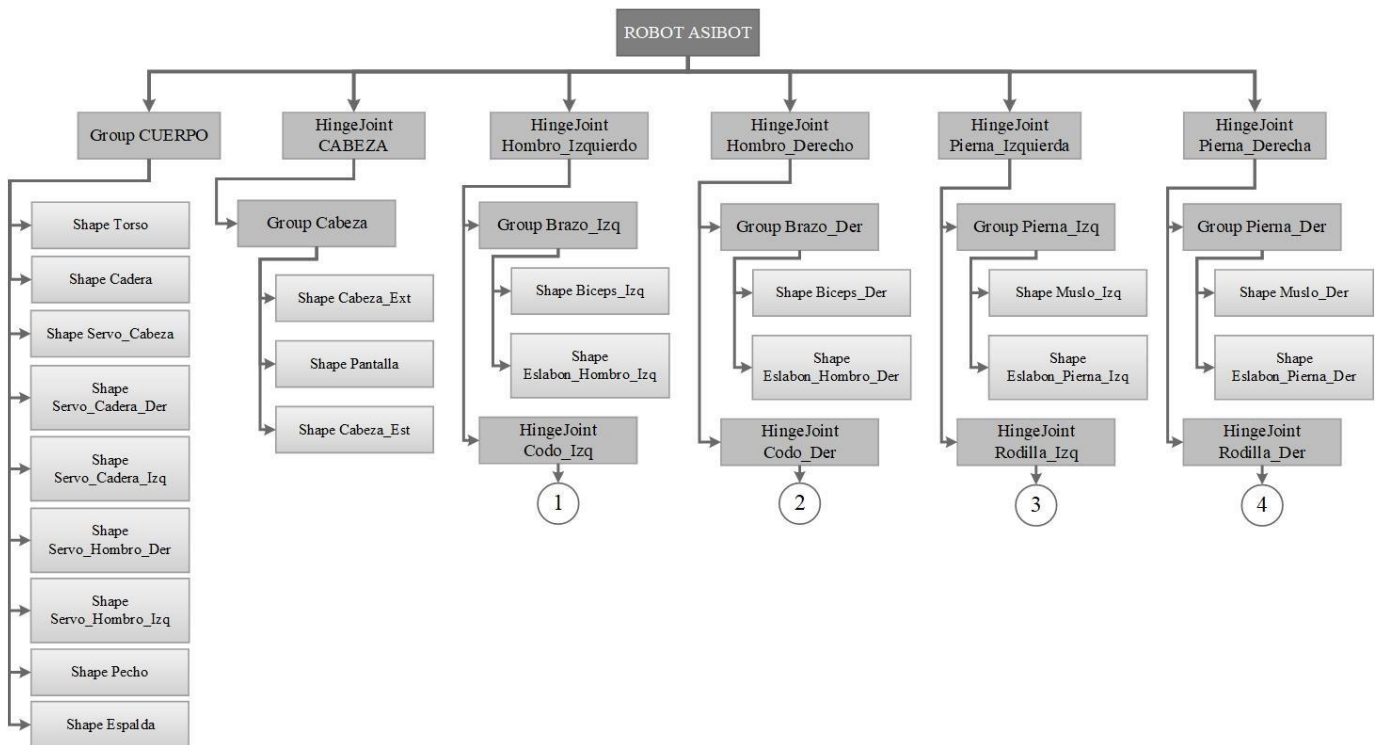 ROBOT ASIBOT
Group CUERPO
Shape Torso
Shape Cadera
Shape Servo_Cabeza
Shape
Servo_Cadera_Der
Shape
Servo_Cadera_Izq
Shape
Servo_Hombro_Der
Shape
Servo_Hombro_Izq
Shape Pecho
Shape Espalda
HingeJoint
CABEZA
Group Cabeza
Shape Cabeza_Ext
Shape Pantalla
Shape Cabeza_Est
HingeJoint
Hombro_Izquierdo
Group Brazo_Izq
Shape Biceps_Izq
Shape
Eslabon_Hombro_Izq
HingeJoint
Codo_Izq
1
HingeJoint
Hombro_Derecho
Group Brazo_Der
Shape Biceps_Der
Shape
Eslabon_Hombro_Der
HingeJoint
Codo_Der
2
HingeJoint
Pierna_Izquierda
Group Pierna_Izq
Shape Muslo_Izq
Shape
Eslabon_Pierna_Izq
HingeJoint
Rodilla_Izq
3
HingeJoint
Pierna_Derecha
Group Pierna_Der
Shape Muslo_Der
Shape
Eslabon_Pierna_Der
HingeJoint
Rodilla_Der
4